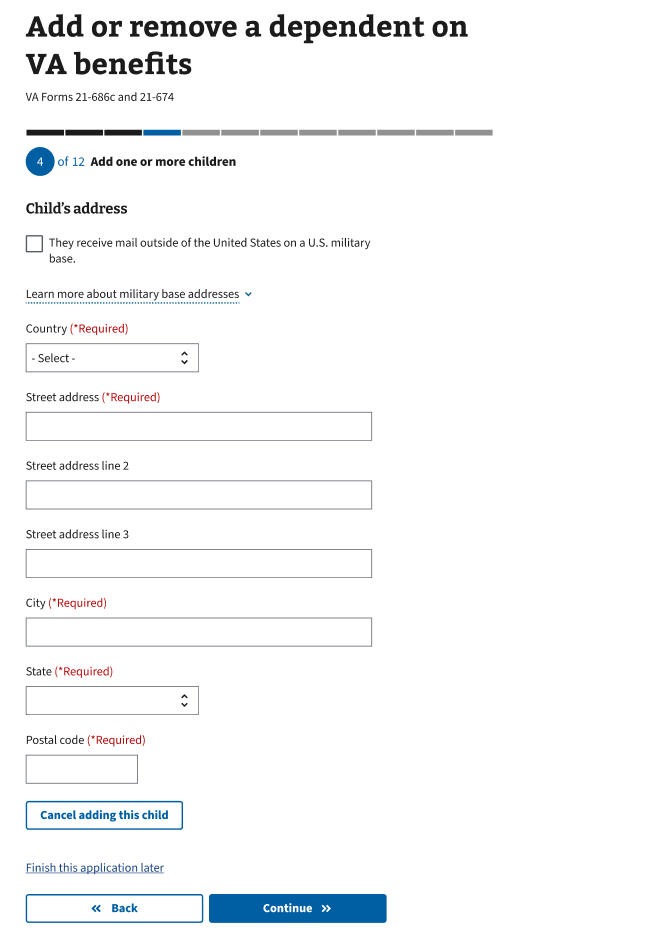 Add or remove a dependent on
VA benefits
VA Forms 21-686c and 21-674
4 of 12 Add one or more children
Child’s address
They receive mail outside of the United States on a U.S. military
base.
Learn more about military base addresses
Country (*Required)
- Select -
Street address (*Required)
Street address line 2
Street address line 3
City (*Required)
State (*Required)
Postal code (*Required)
Cancel adding this child
Finish this application later
« Back
Continue »